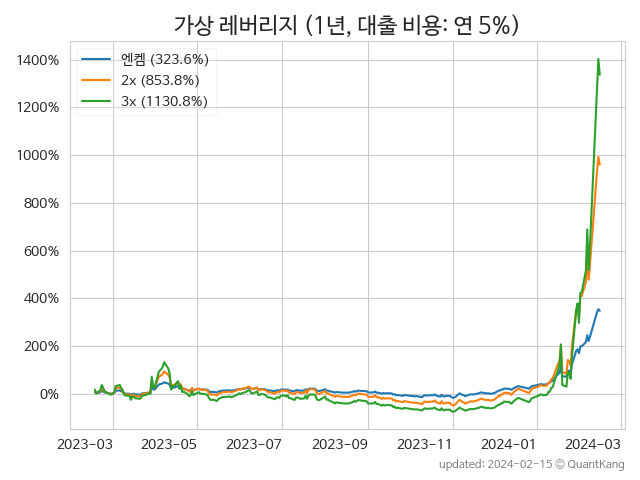 가상 레버리지 (1년, 대출 비용: 연 5%)
1400%
1200%
1000%
800%
600%
400%
200%
0%
엔켐 (323.6%)
2x (853.8%)
3x (1130.8%)
2023-03 2023-05 2023-07 2023-09 2023-11 2024-01 2024-03
updated: 2024-02-15 © QuantKang